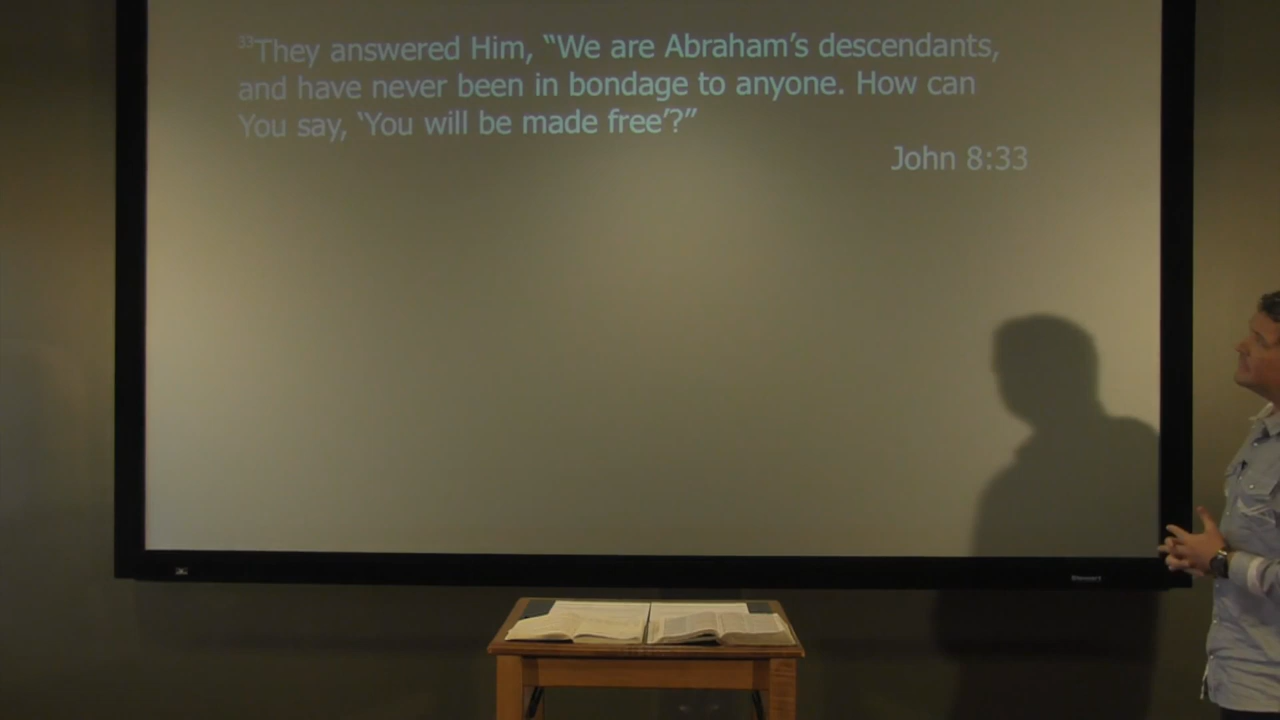 ³³They answered Him, “We are Abraham’s descendants,
and have never been in bondage to anyone. How can
You say, ‘You will be made free’?”
John 8:33
Stewart